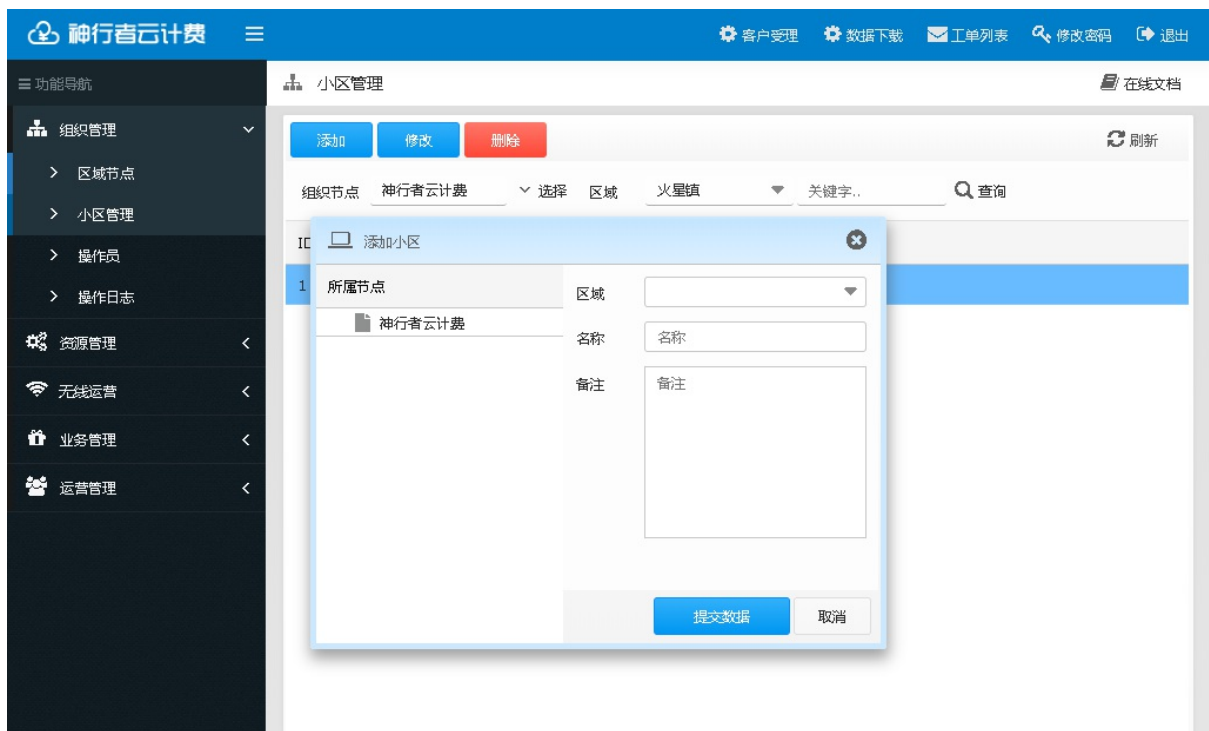 神行者云计费
客户受理 数据下载 工单列表 修改密码 退出
功能导航
小区管理 在线文档
组织管理
区域节点
小区管理
操作员
操作日志
资源管理
无线运营
业务管理
运营管理
添加 修改 删除 刷新
组织节点 神行者云计费 选择 区域 火星镇 关键字.. 查询
ID
1
添加小区
所属节点
神行者云计费
区域
名称 名称
备注 备注
提交数据 取消